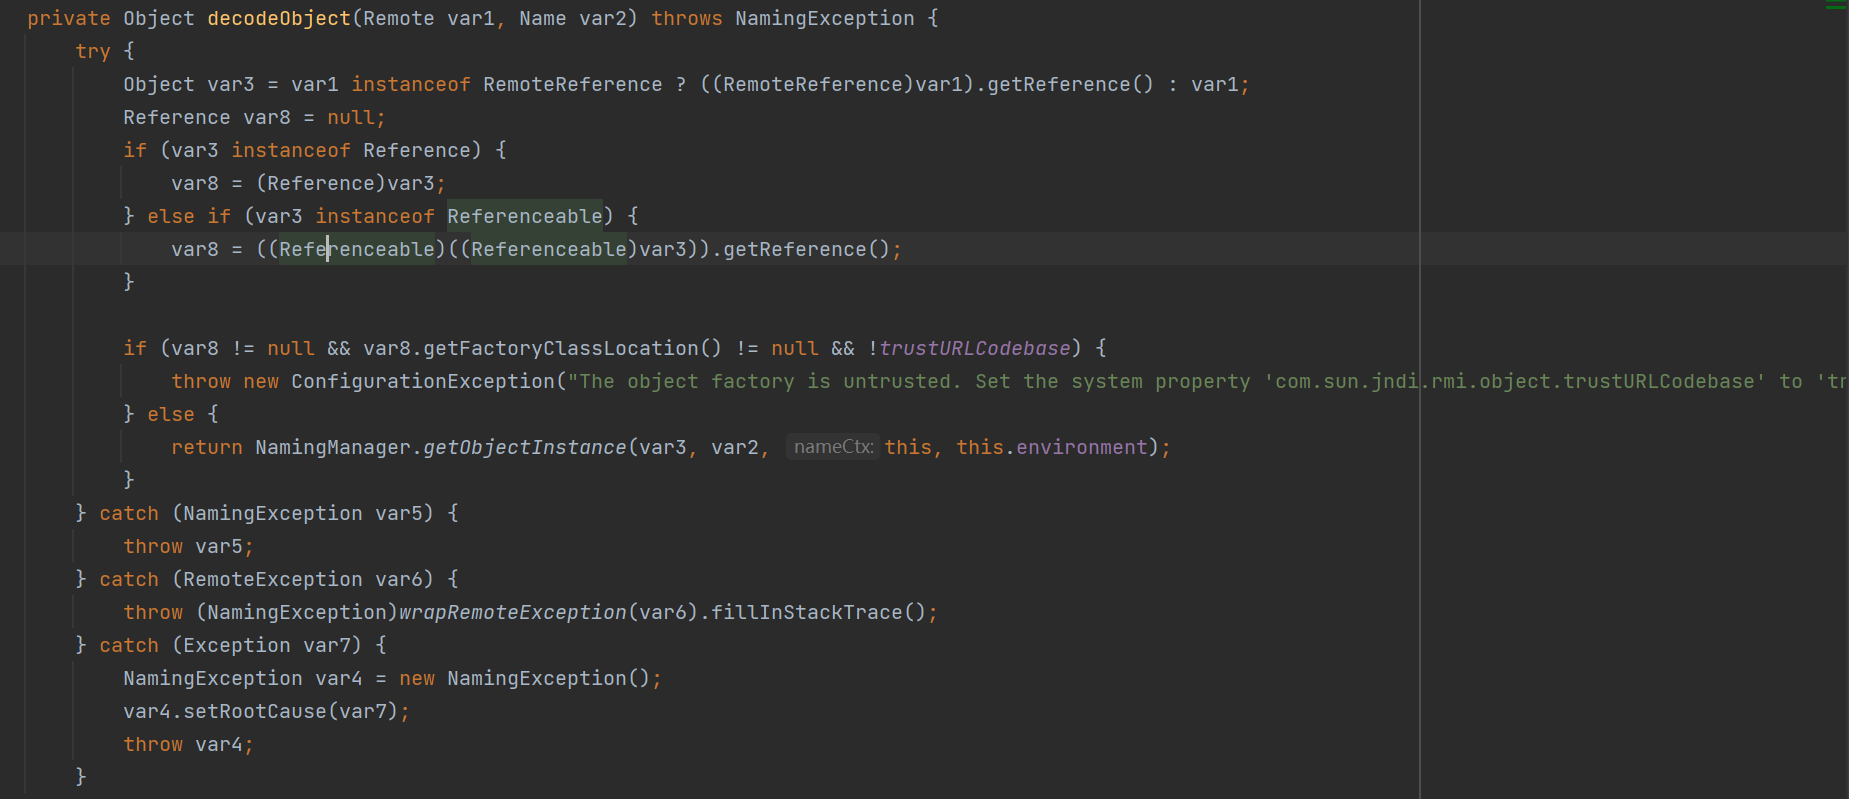 private Object decodeObject(Remote var1, Name var2) throws NamingException {
try {
Object var3 = var1 instanceof RemoteReference ? ((RemoteReference)var1).getReference() : var1;
Reference var8 = null;
if (var3 instanceof Reference) {
var8 = (Reference)var3;
} else if (var3 instanceof Referenceable) {
var8 = ((Referenceable)((Referenceable)var3)).getReference();
}
if (var8 != null && var8.getFactoryClassLocation() != null && !trustURLCodebase) {
throw new ConfigurationException("The object factory is untrusted. Set the system property 'com.sun.jndi.rmi.object.trustURLCodebase' to 'tr
} else {
return NamingManager.getObjectInstance(var3, var2, nameCtx: this, this.environment);
}
} catch (NamingException var5) {
throw var5;
} catch (RemoteException var6) {
throw (NamingException)wrapRemoteException(var6).fillInStackTrace();
} catch (Exception var7) {
NamingException var4 = new NamingException();
var4.setRootCause(var7);
throw var4;
}